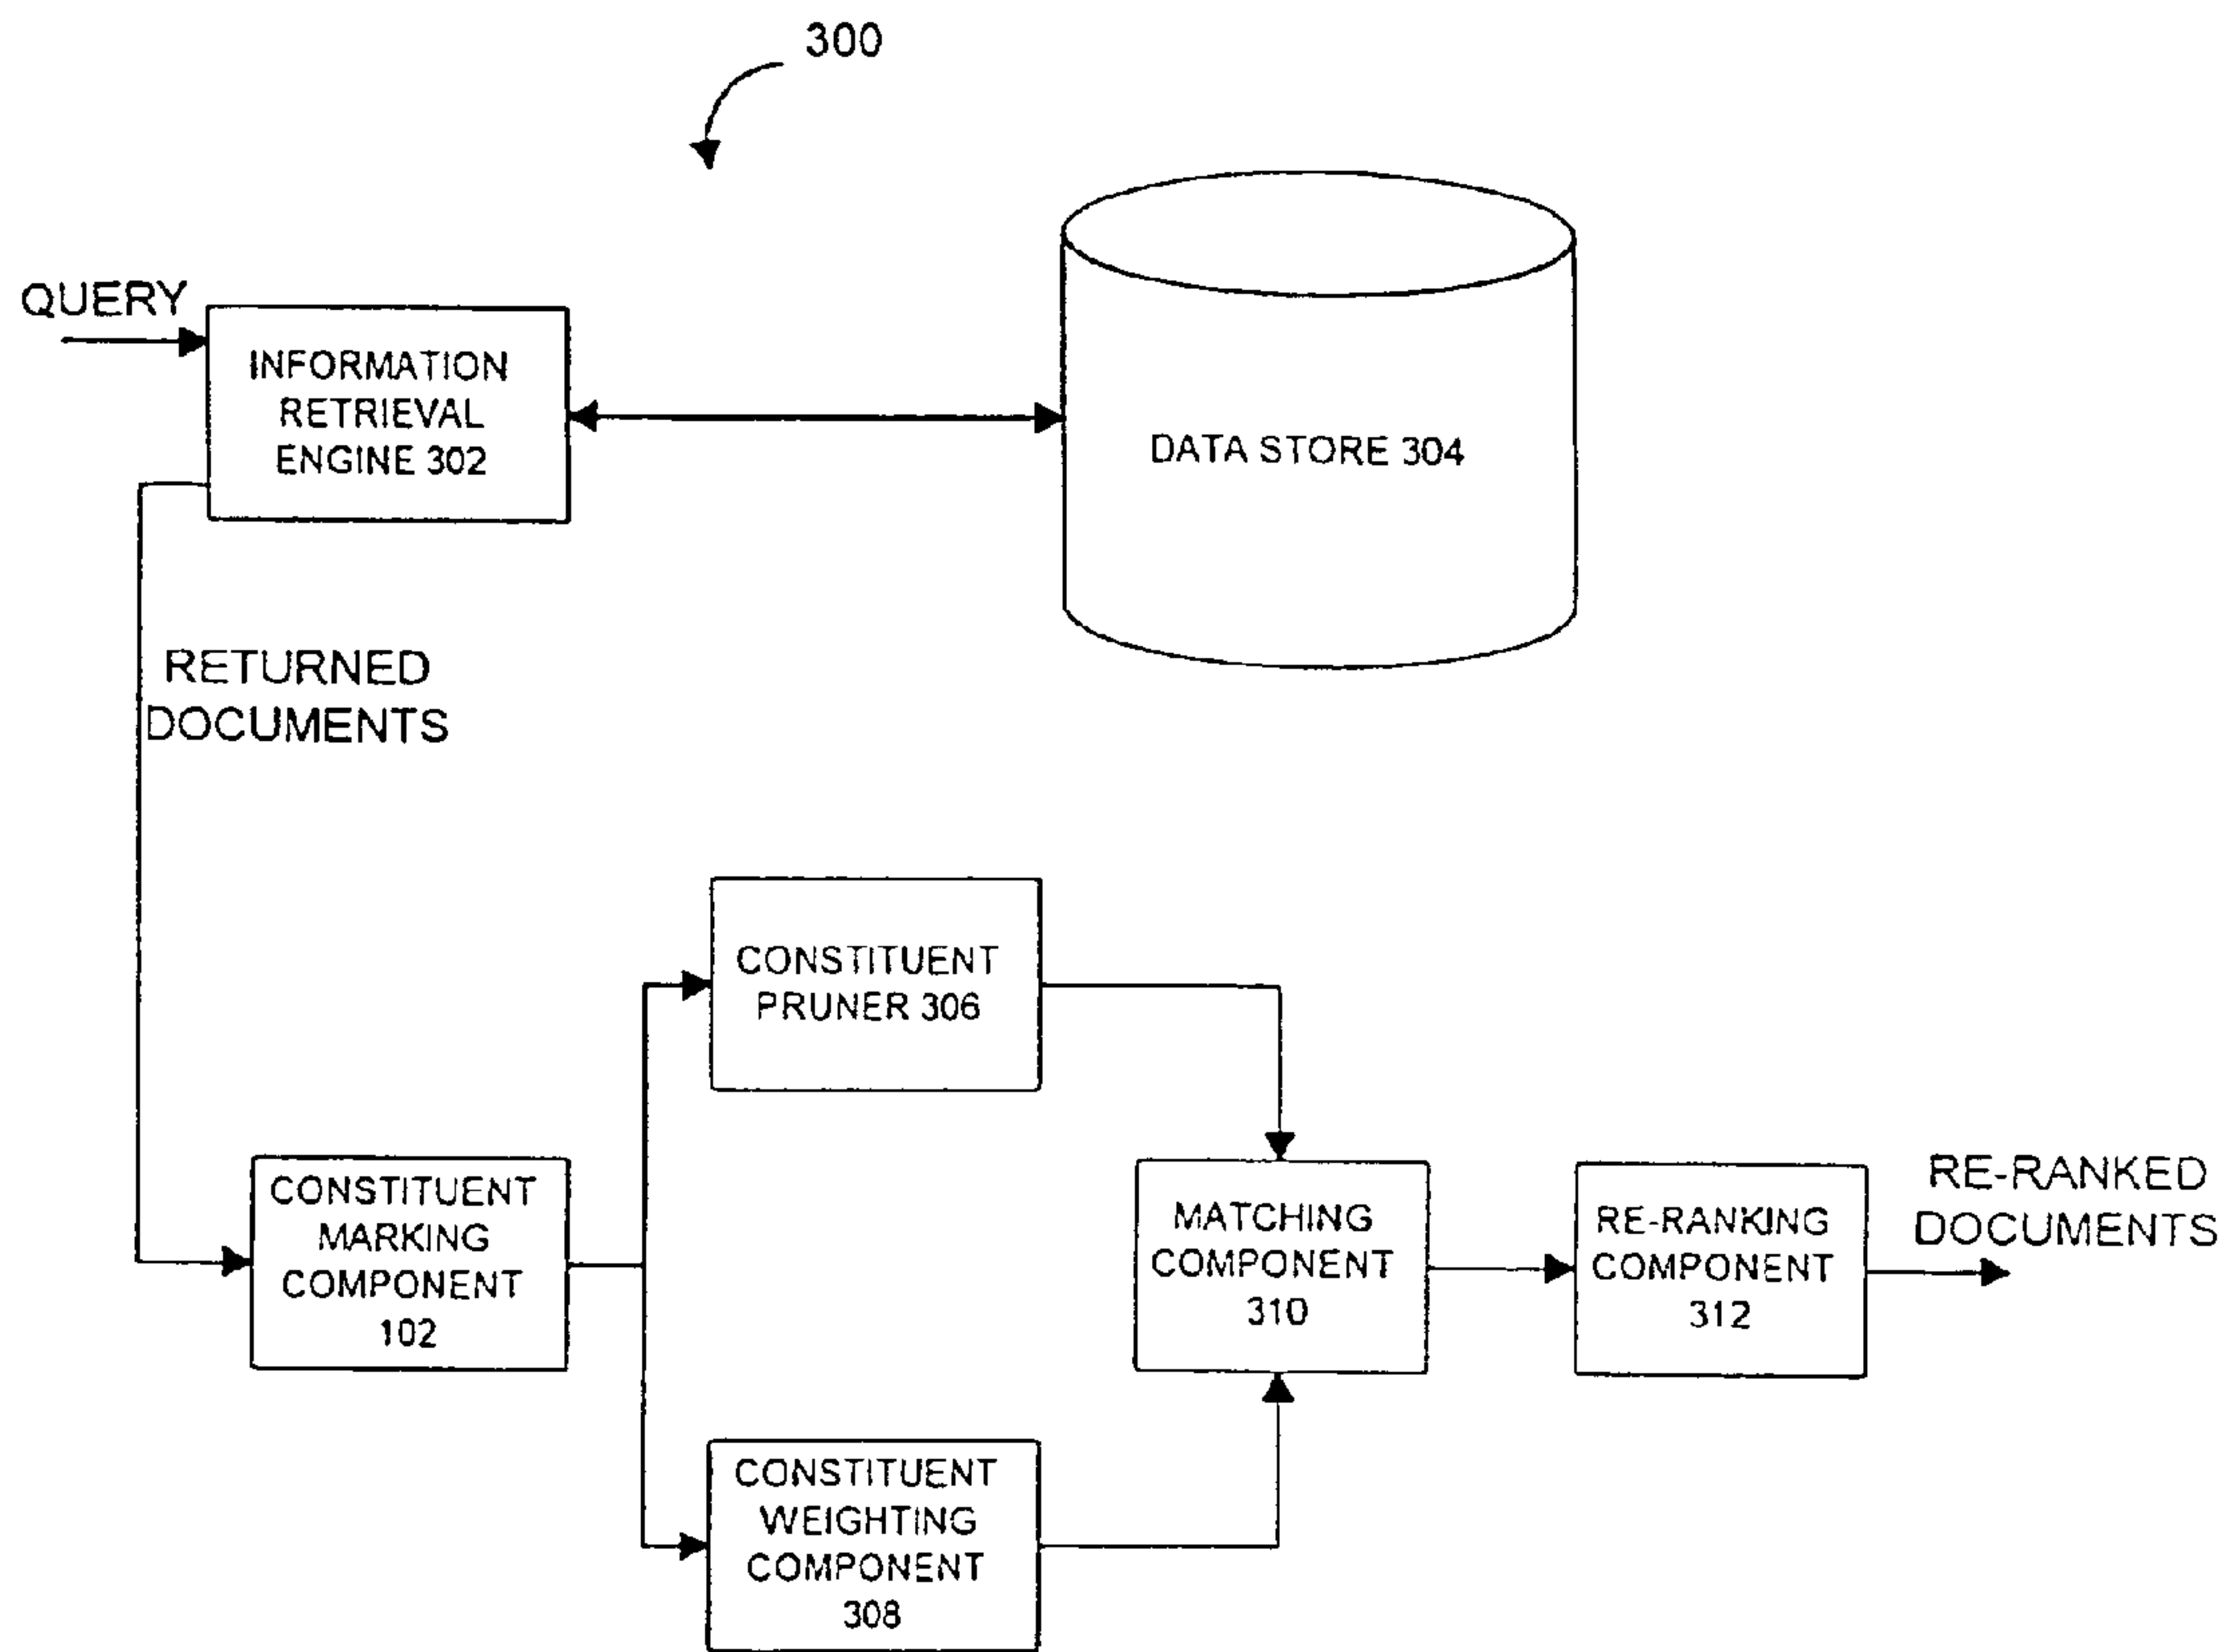 300
QUERY
INFORMATION
RETRIEVAL
ENGINE 302
DATA STORE 304
RETURNED
DOCUMENTS
CONSTITUENT
PRUNER 306
CONSTITUENT
MARKING
COMPONENT
102
MATCHING
COMPONENT
310
RE-RANKING
COMPONENT
312
RE-RANKED
DOCUMENTS
CONSTITUENT
WEIGHTING
COMPONENT
308